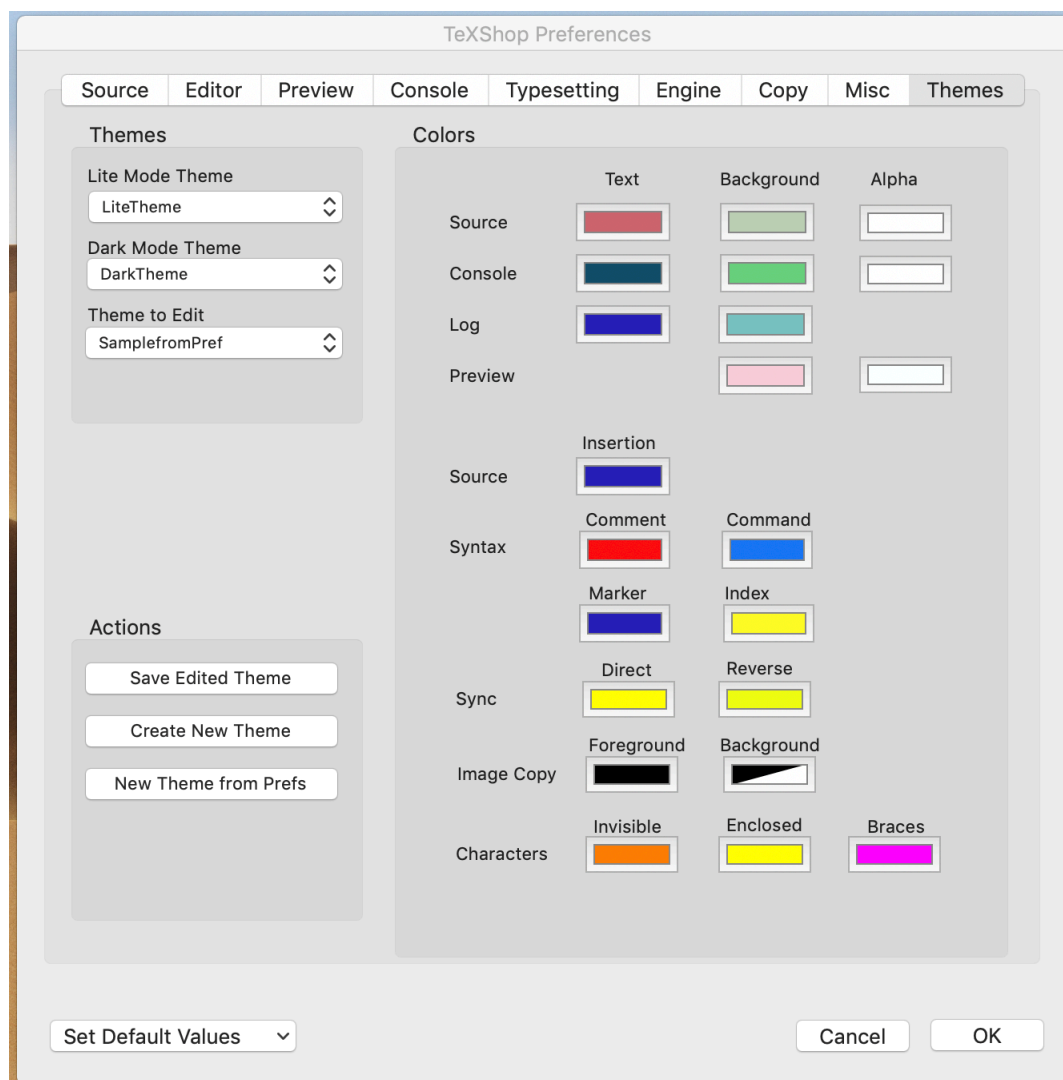 TeXShop Preferences
Source Editor Preview Console Typesetting Engine Copy Misc Themes
Themes
Lite Mode Theme
LiteTheme
Dark Mode Theme
DarkTheme
Theme to Edit
SamplefromPref
Actions
Save Edited Theme
Create New Theme
New Theme from Prefs
Colors
Text Background Alpha
Source
Console
Log
Preview
Insertion
Source
Comment Command
Syntax
Marker Index
Direct Reverse
Sync
Foreground Background
Image Copy
Invisible Enclosed Braces
Characters
Set Default Values Cancel OK